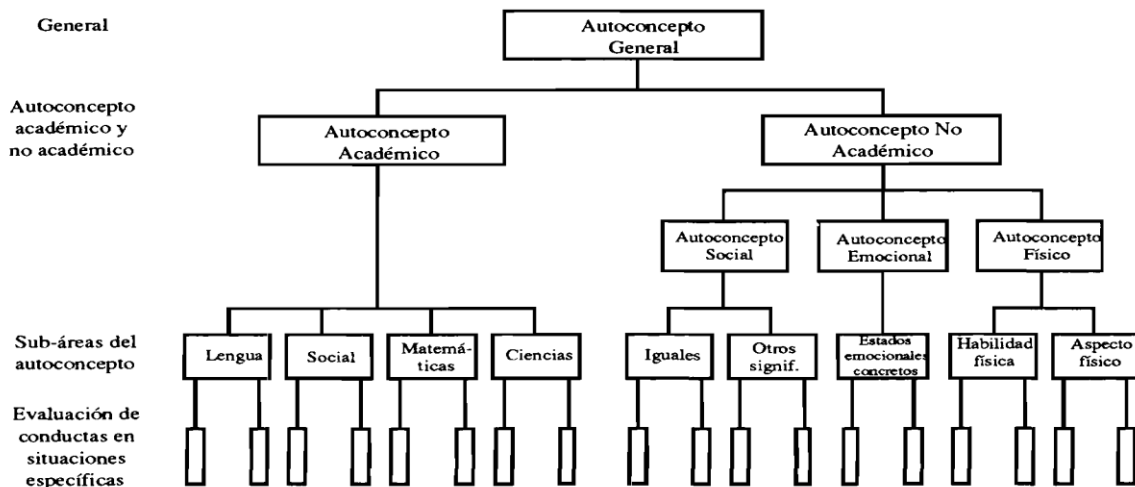 General
Autoconcepto
General
Autoconcepto
académico y
no académico
Autoconcepto
Académico
Autoconcepto No
Académico
Autoconcepto
Social
Autoconcepto
Emocional
Autoconcepto
Físico
Sub-áreas del
autoconcepto
Lengua
Social
Matemá-
ticas
Ciencias
Iguales
Otros
signif.
Estados
emocionales
concretos
Habilidad
física
Aspecto
físico
Evaluación de
conductas en
situaciones
específicas